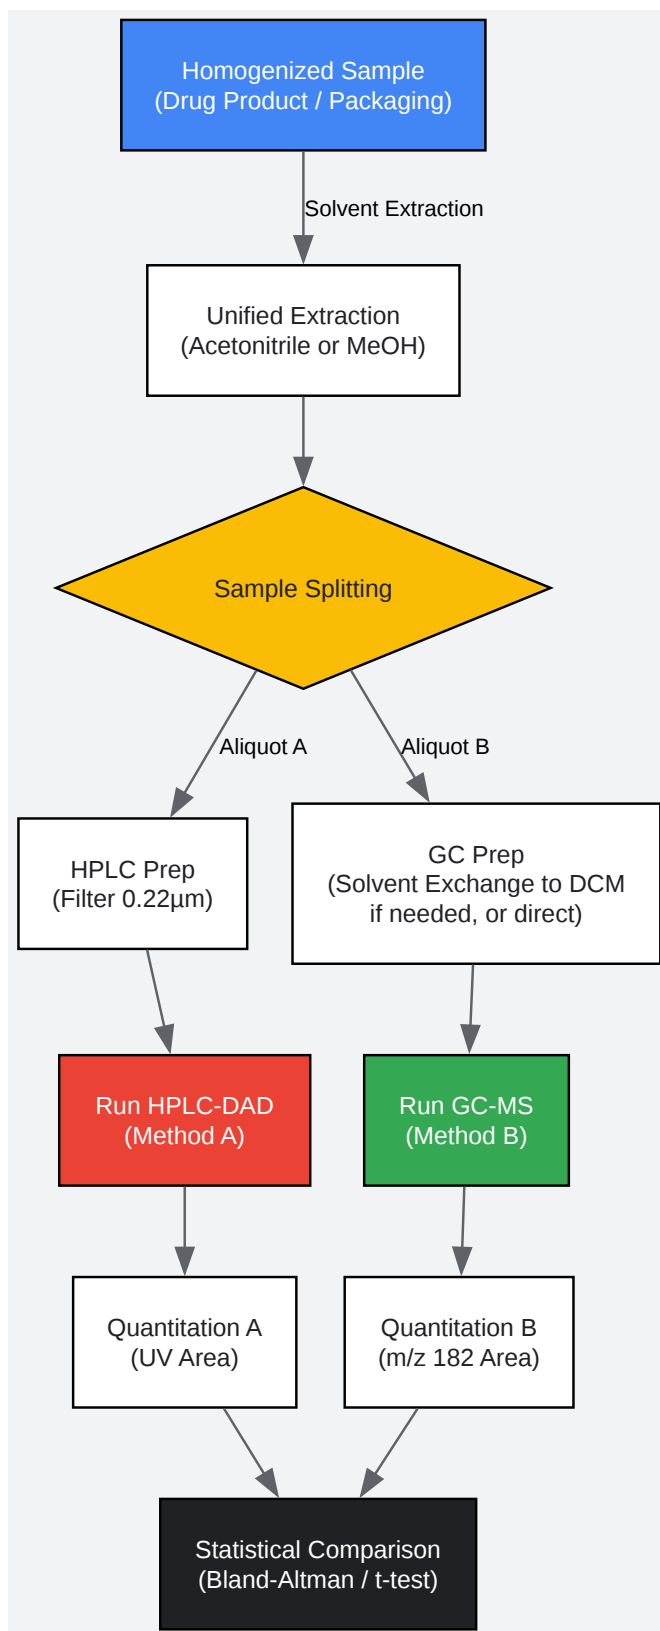 Homogenized Sample
(Drug Product / Packaging)
Solvent Extraction
Unified Extraction
(Acetonitrile or MeOH)
Sample Splitting
Aliquot A
Aliquot B
HPLC Prep
(Filter 0.22µm)
GC Prep
(Solvent Exchange to DCM
if needed, or direct)
Run HPLC-DAD
(Method A)
Run GC-MS
(Method B)
Quantitation A
(UV Area)
Quantitation B
(m/z 182 Area)
Statistical Comparison
(Bland-Altman / t-test)